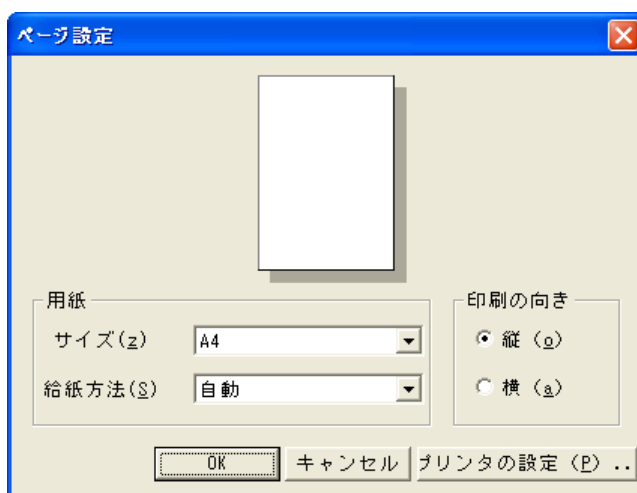 ページ設定
用紙
サイズ(z)
A4
給紙方法(S)
自動
印刷の向き
縦 (o)
横 (a)
OK
キャンセル
プリンタの設定 (P) ..